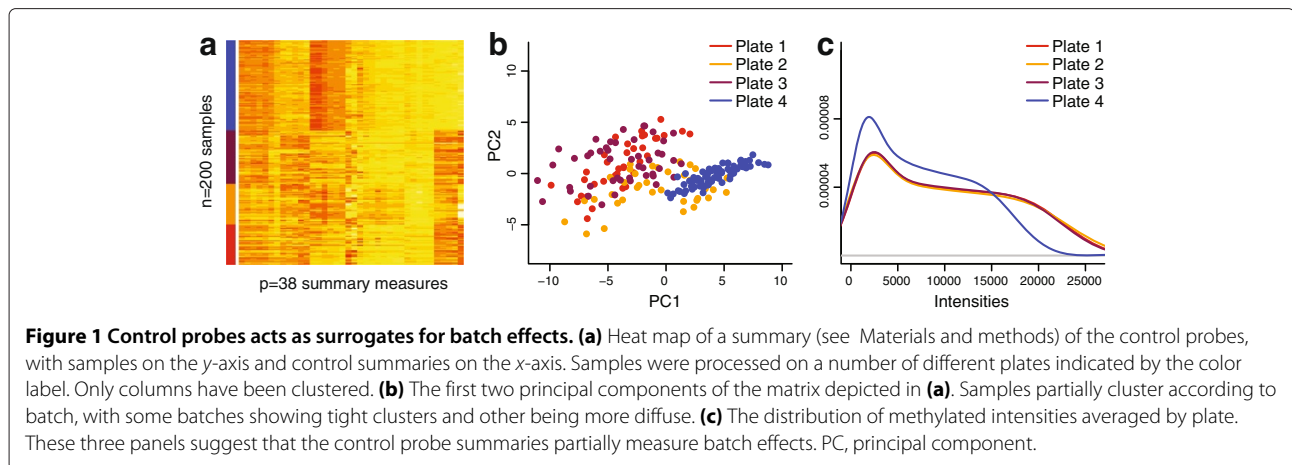 a
n=200 samples
p=38 summary measures
b
Plate 1
Plate 2
Plate 3
Plate 4
10
5
0
−5
PC2
−10
−5
0
5
10
PC1
c
Plate 1
Plate 2
Plate 3
Plate 4
0.00008
0.00004
0
5000
10000
15000
20000
25000
Intensities
Figure 1 Control probes acts as surrogates for batch effects. (a) Heat map of a summary (see Materials and methods) of the control probes,
with samples on the y-axis and control summaries on the x-axis. Samples were processed on a number of different plates indicated by the color
label. Only columns have been clustered. (b) The first two principal components of the matrix depicted in (a). Samples partially cluster according to
batch, with some batches showing tight clusters and other being more diffuse. (c) The distribution of methylated intensities averaged by plate.
These three panels suggest that the control probe summaries partially measure batch effects. PC, principal component.